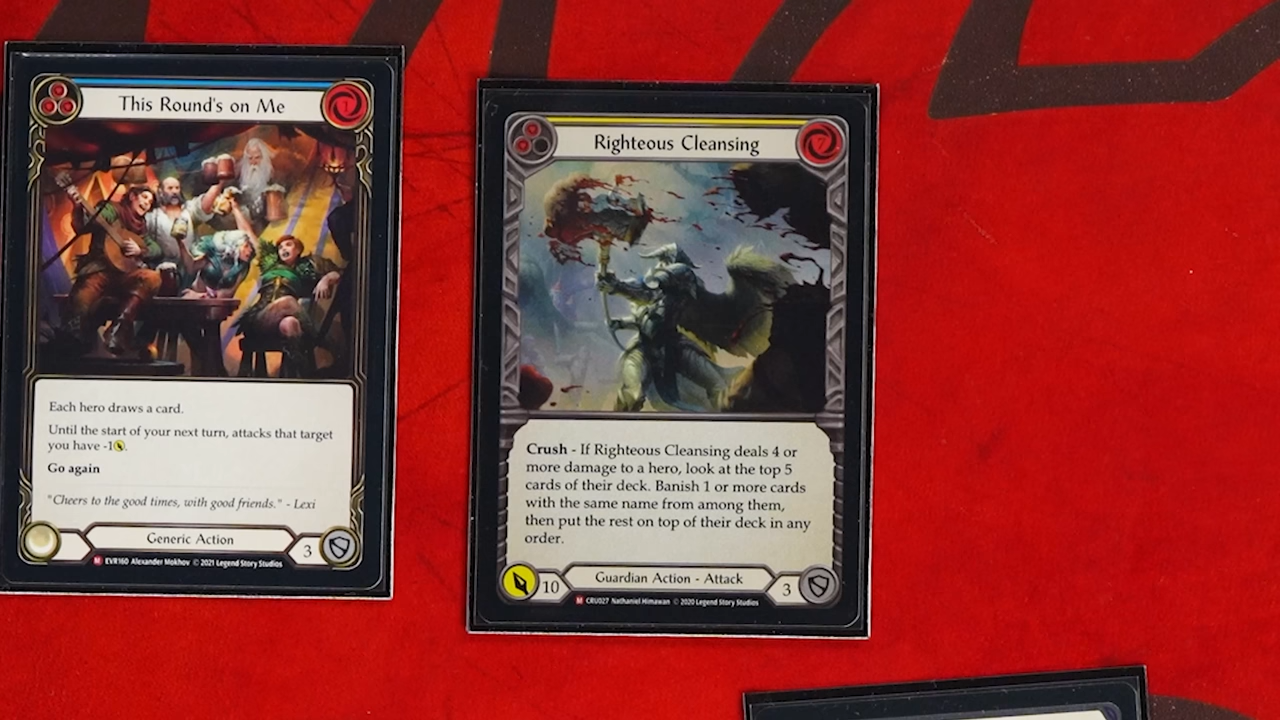 This Round's on Me
1
Each hero draws a card.
Until the start of your next turn, attacks that target
you have -1.
Go again
"Cheers to the good times, with good friends." - Lexi
Generic Action
3
M EVR160 Alexander Mokhov © 2021 Legend Story Studios
Righteous Cleansing
7
Crush - If Righteous Cleansing deals 4 or
more damage to a hero, look at the top 5
cards of their deck. Banish 1 or more cards
with the same name from among them,
then put the rest on top of their deck in any
order.
10
Guardian Action - Attack
3
M CRU027 Nathaniel Himawan © 2020 Legend Story Studios